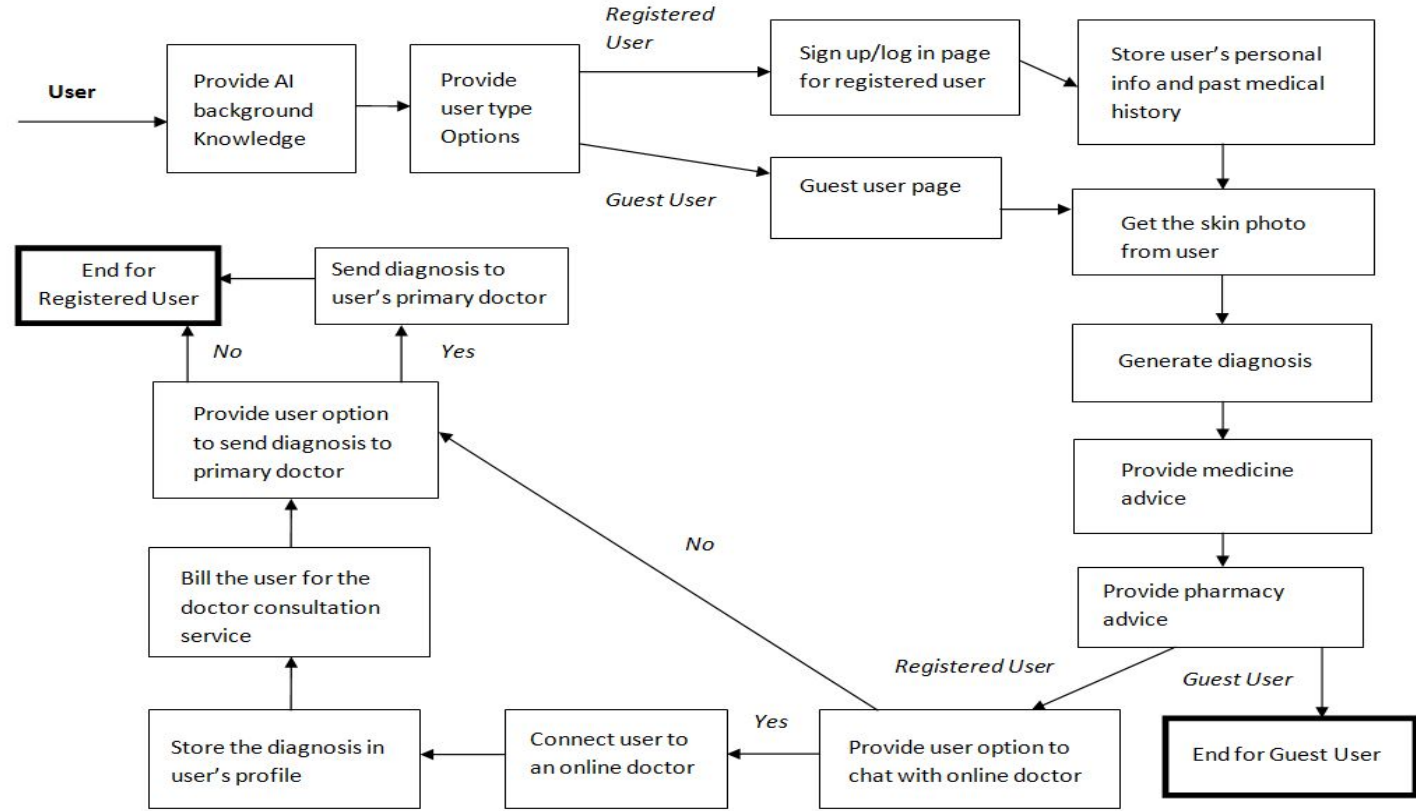 Registered
User
User
Provide AI
background
Knowledge
Provide
user type
Options
Sign up/log in page
for registered user
Store user's personal
info and past medical
history
Guest User
Guest user page
Get the skin photo
from user
End for
Registered User
Send diagnosis to
user's primary doctor
No
Yes
Generate diagnosis
Provide user option
to send diagnosis to
primary doctor
Provide medicine
advice
No
Bill the user for the
doctor consultation
service
Provide pharmacy
advice
Registered User
Guest User
Store the diagnosis in
user's profile
Connect user to
an online doctor
Yes
Provide user option to
chat with online doctor
End for Guest User